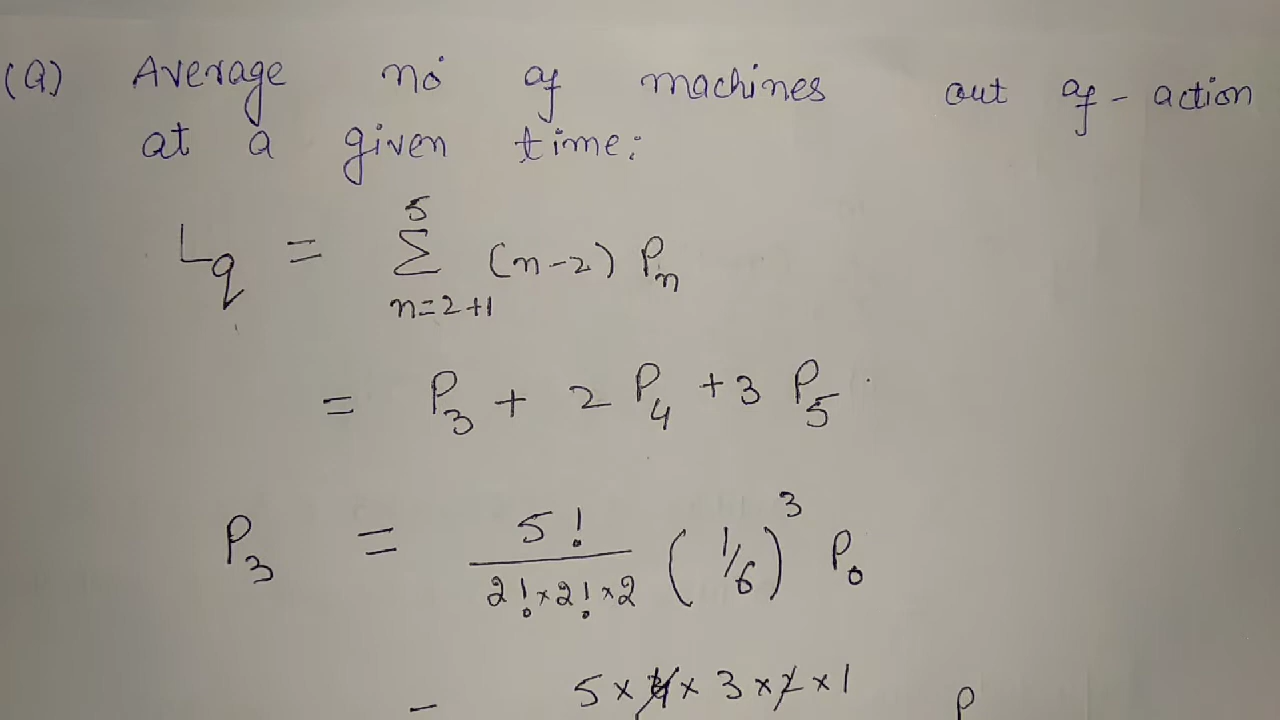 (a) Average no of machines out of - action
at a given time:
Lq = 5 Σ n=2+1 (n-2) Pn
= P3 + 2 P4 + 3 P5
P3 = 5! / 2!×2!×2 (1/6)^3 P0
= 5 × 4 × 3 × 2 × 1 P